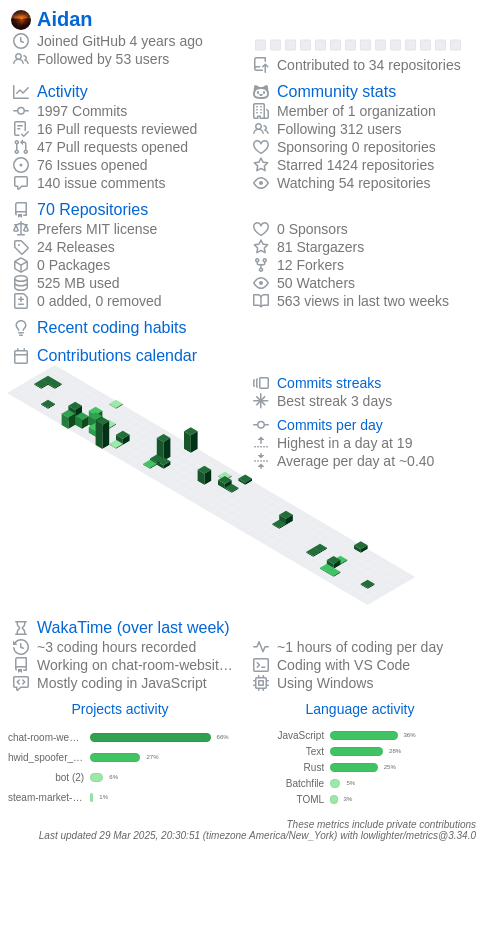 Aidan
Joined GitHub 4 years ago
Followed by 53 users
Contributed to 34 repositories
Activity
1997 Commits
16 Pull requests reviewed
47 Pull requests opened
76 Issues opened
140 issue comments
Community stats
Member of 1 organization
Following 312 users
Sponsoring 0 repositories
Starred 1424 repositories
Watching 54 repositories
70 Repositories
Prefers MIT license
24 Releases
0 Packages
525 MB used
0 added, 0 removed
0 Sponsors
81 Stargazers
12 Forkers
50 Watchers
563 views in last two weeks
Recent coding habits
Contributions calendar
Commits streaks
Best streak 3 days
Commits per day
Highest in a day at 19
Average per day at ~0.40
WakaTime (over last week)
~3 coding hours recorded
Working on chat-room-websit…
Mostly coding in JavaScript
~1 hours of coding per day
Coding with VS Code
Using Windows
Projects activity
chat-room-we… 66%
hwid_spoofer_… 27%
bot (2) 6%
steam-market-… 1%
Language activity
JavaScript 36%
Text 28%
Rust 25%
Batchfile 5%
TOML 3%
These metrics include private contributions
Last updated 29 Mar 2025, 20:30:51 (timezone America/New_York) with lowlighter/metrics@3.34.0